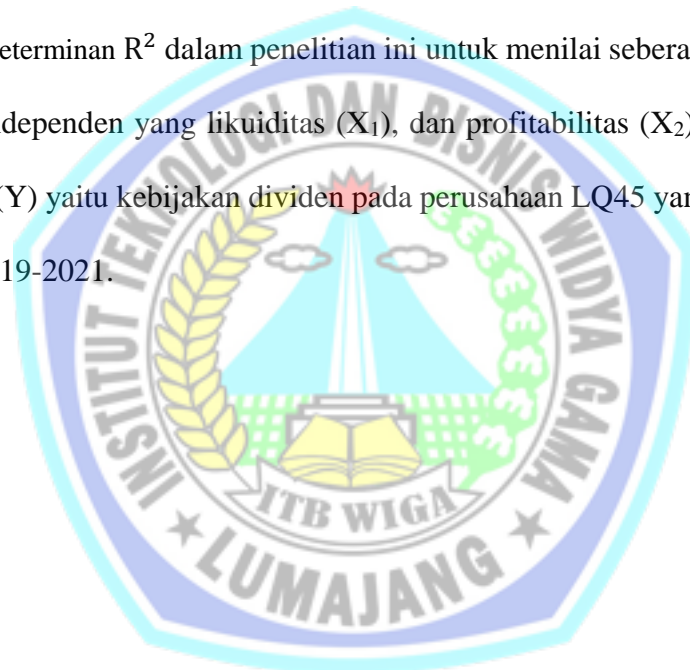 eterminan R² dalam penelitian ini untuk menilai sebera
dependen yang likuiditas (X₁), dan profitabilitas (X₂)
(Y) yaitu kebijakan dividen pada perusahaan LQ45 yan
19-2021.
INSTITUT TEKNOLOGI DAN BISNIS WIDYA GAMA
ITB WIGA
LUMAJANG